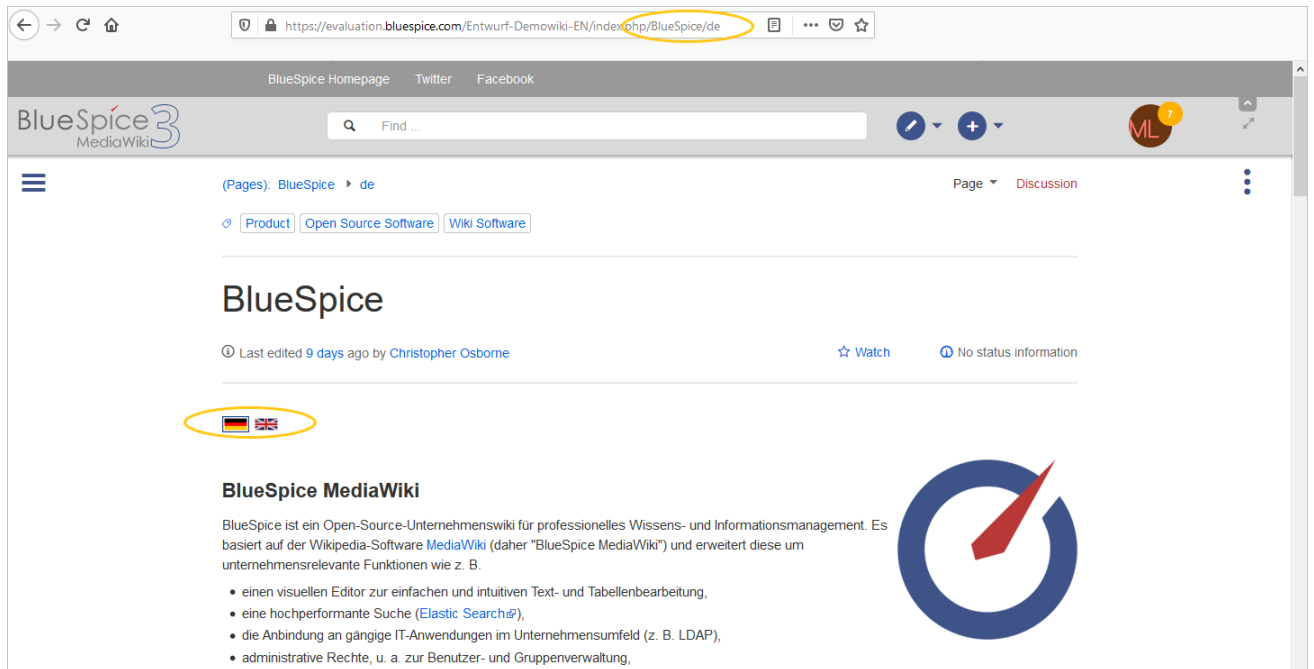 https://evaluation.bluespice.com/Entwurf-Demowiki-EN/index.php/BlueSpice/de
BlueSpice Homepage Twitter Facebook
BlueSpice 3
MediaWiki
Find ...
ML
7
(Pages): BlueSpice de
Page Discussion
Product Open Source Software Wiki Software
BlueSpice
Last edited 9 days ago by Christopher Osborne Watch No status information
BlueSpice MediaWiki
BlueSpice ist ein Open-Source-Unternehmenswiki für professionelles Wissens- und Informationsmanagement. Es
basiert auf der Wikipedia-Software MediaWiki (daher "BlueSpice MediaWiki") und erweitert diese um
unternehmensrelevante Funktionen wie z. B.
• einen visuellen Editor zur einfachen und intuitiven Text- und Tabellenbearbeitung,
• eine hochperformante Suche (Elastic Search),
• die Anbindung an gängige IT-Anwendungen im Unternehmensumfeld (z. B. LDAP),
• administrative Rechte, u. a. zur Benutzer- und Gruppenverwaltung,